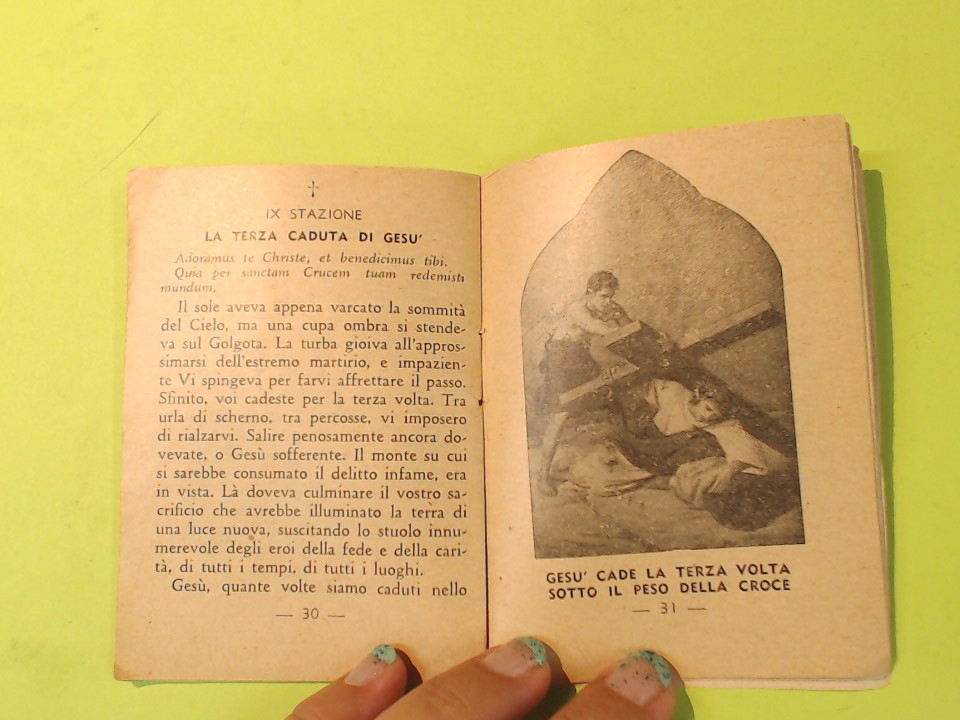 IX STAZIONE
LA TERZA CADUTA DI GESU'
Adoramus te Christe, et benedicimus tibi.
Quia per sanctam Crucem tuam redemisti
mundum.
Il sole aveva appena varcato la sommità
del Cielo, ma una cupa ombra si stende-
va sul Golgota. La turba gioiva all'appros-
simarsi dell'estremo martirio, e impazien-
te Vi spingeva per farvi affrettare il passo.
Sfinito, voi cadeste per la terza volta. Tra
urla di scherno, tra percosse, vi imposero
di rialzarvi. Salire penosamente ancora do-
vevate, o Gesù sofferente. Il monte su cui
si sarebbe consumato il delitto infame, era
in vista. Là doveva culminare il vostro sa-
crificio che avrebbe illuminato la terra di
una luce nuova, suscitando lo stuolo innu-
merevole degli eroi della fede e della cari-
tà, di tutti i tempi, di tutti i luoghi.
Gesù, quante volte siamo caduti nello
— 30 —
GESU' CADE LA TERZA VOLTA
SOTTO IL PESO DELLA CROCE
— 31 —